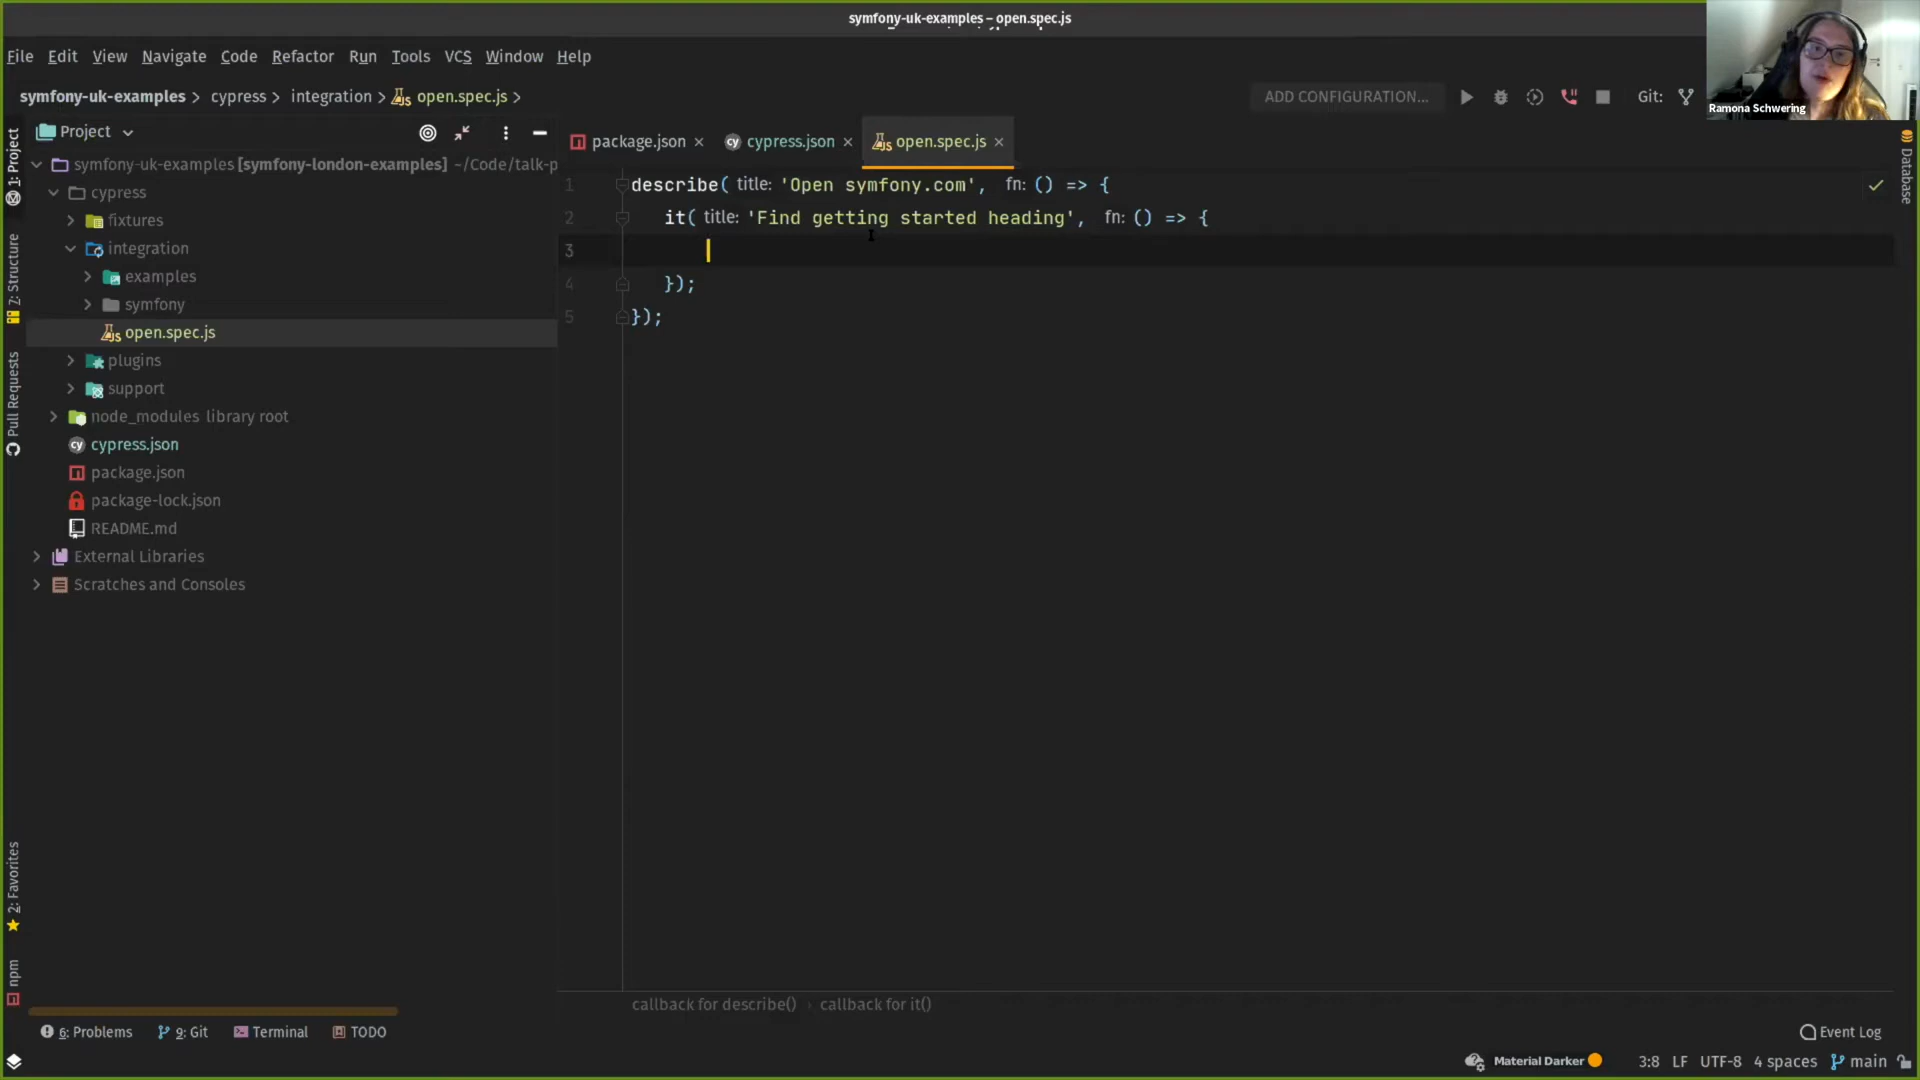 symfony-uk-examples – open.spec.js
File Edit View Navigate Code Refactor Run Tools VCS Window Help
Ramona Schwering
symfony-uk-examples > cypress > integration > open.spec.js >
ADD CONFIGURATION...
Git:
1: Project
7: Structure
Pull Requests
2: Favorites
npm
Project
symfony-uk-examples [symfony-london-examples] ~/Code/talk-p
cypress
fixtures
integration
examples
symfony
open.spec.js
plugins
support
node_modules library root
cypress.json
package.json
package-lock.json
README.md
External Libraries
Scratches and Consoles
package.json × cypress.json × open.spec.js ×
1 describe( title: 'Open symfony.com', fn: () => {
2 it( title: 'Find getting started heading', fn: () => {
3
4 });
5 });
Database
callback for describe() › callback for it()
6: Problems 9: Git Terminal TODO
Event Log
Material Darker 3:8 LF UTF-8 4 spaces main